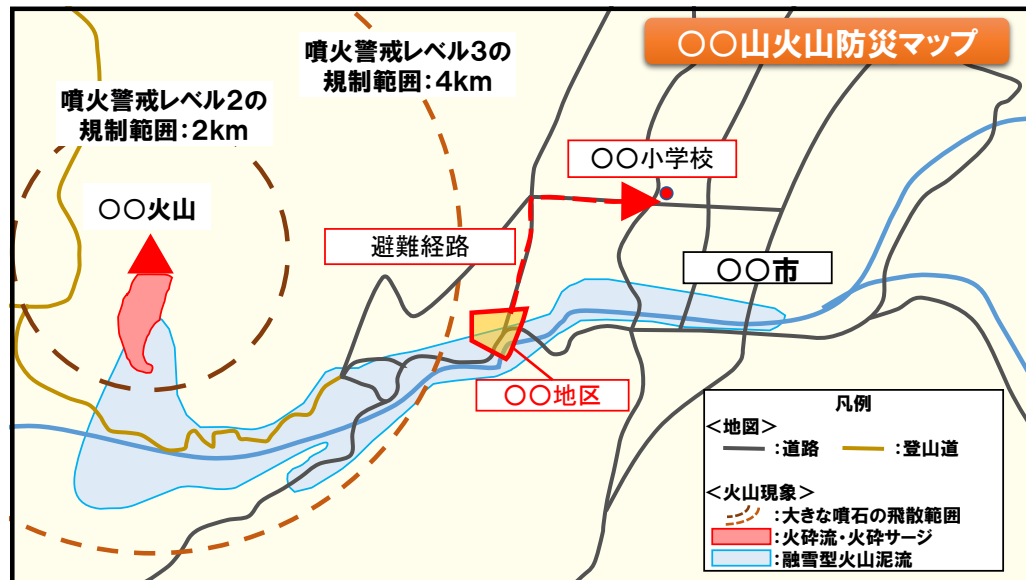 ○○山火山防災マップ
噴火警戒レベル3の
規制範囲:4km
噴火警戒レベル2の
規制範囲:2km
○○小学校
○○火山
避難経路
○○市
○○地区
凡例
<地図>
:道路
:登山道
<火山現象>
:大きな噴石の飛散範囲
:火砕流・火砕サージ
:融雪型火山泥流